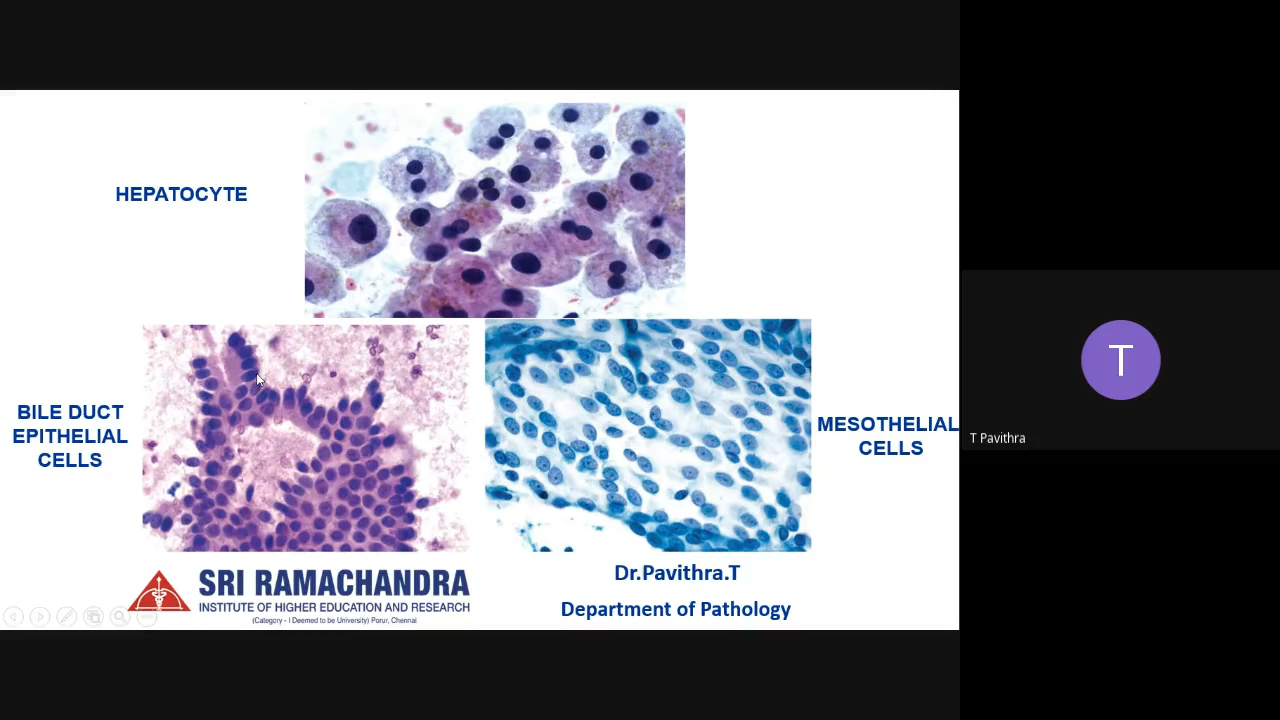 HEPATOCYTE
BILE DUCT
EPITHELIAL
CELLS
MESOTHELIAL
CELLS
SRI RAMACHANDRA
INSTITUTE OF HIGHER EDUCATION AND RESEARCH
(Category - I Deemed to be University) Porur, Chennai
Dr.Pavithra.T
Department of Pathology
T
T Pavithra